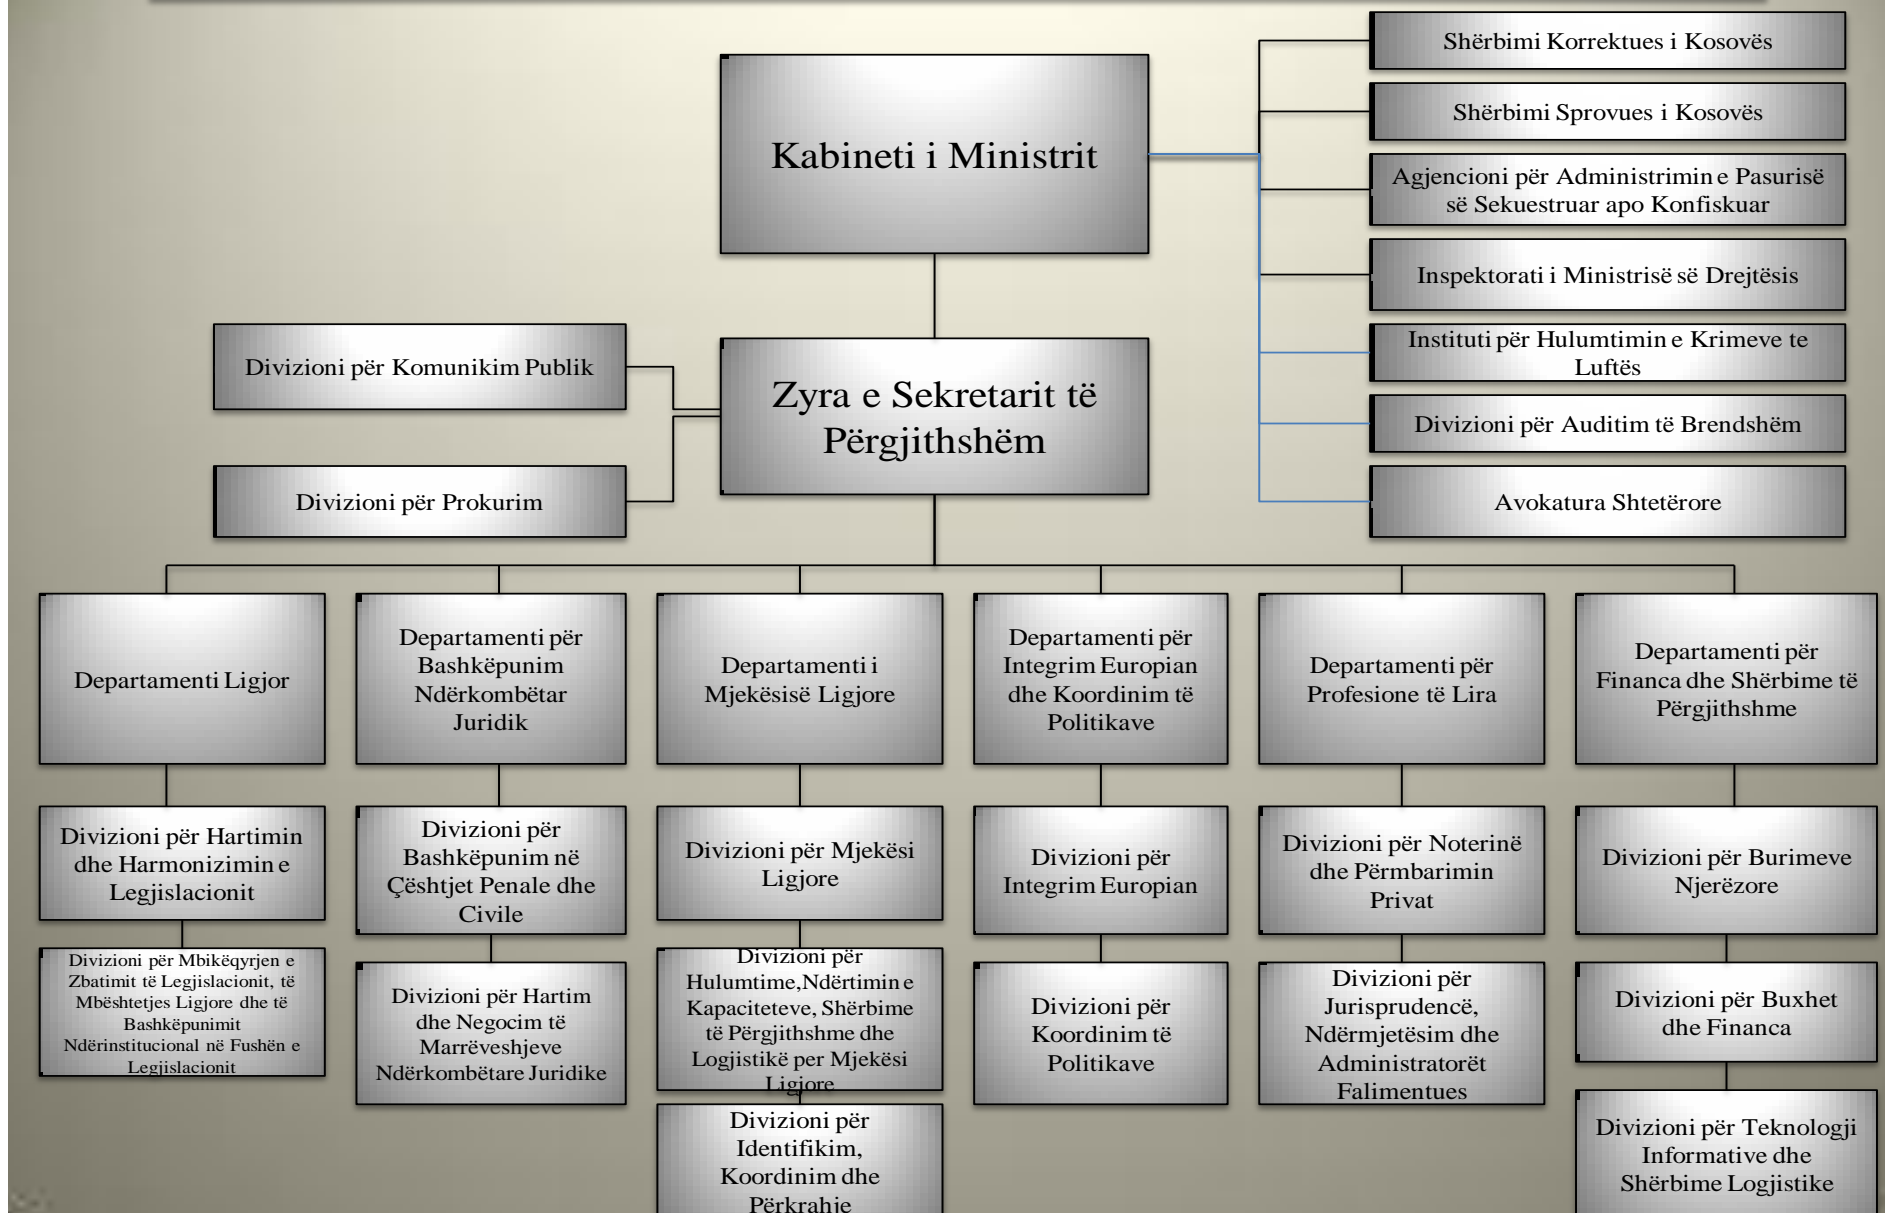 Shërbimi Korrektues i Kosovës
Shërbimi Sprovues i Kosovës
Kabineti i Ministrit
Agjencioni për Administrimin e Pasurisë
së Sekuestruar apo Konfiskuar
Inspektorati i Ministrisë së Drejtësis
Instituti për Hulumtimin e Krimeve te
Luftës
Divizioni për Auditim të Brendshëm
Avokatura Shtetërore
Divizioni për Komunikim Publik
Zyra e Sekretarit të
Përgjithshëm
Divizioni për Prokurim
Departamenti Ligjor
Departamenti për
Bashkëpunim
Ndërkombëtar
Juridik
Departamenti i
Mjekësisë Ligjore
Departamenti për
Integrim Europian
dhe Koordinim të
Politikave
Departamenti për
Profesione të Lira
Departamenti për
Financa dhe Shërbime të
Përgjithshme
Divizioni për Hartimin
dhe Harmonizimin e
Legjislacionit
Divizioni për
Bashkëpunim në
Çështjet Penale dhe
Civile
Divizioni për Mjekësi
Ligjore
Divizioni për
Integrim Europian
Divizioni për Noterinë
dhe Përmbarimin
Privat
Divizioni për Burimeve
Njerëzore
Divizioni për Mbikëqyrjen e
Zbatimit të Legjislacionit, të
Mbështetjes Ligjore dhe të
Bashkëpunimit
Ndërinstitucional në Fushën e
Legjislacionit
Divizioni për Hartim
dhe Negocim të
Marrëveshjeve
Ndërkombëtare Juridike
Divizioni për
Hulumtime,Ndërtimin e
Kapaciteteve, Shërbime
të Përgjithshme dhe
Logjistikë per Mjekësi
Ligjore
Divizioni për
Koordinim të
Politikave
Divizioni për
Jurisprudencë,
Ndërmjetësim dhe
Administratorët
Falimentues
Divizioni për Buxhet
dhe Financa
Divizioni për
Identifikim,
Koordinim dhe
Përkrahje
Divizioni për Teknologji
Informative dhe
Shërbime Logjistike